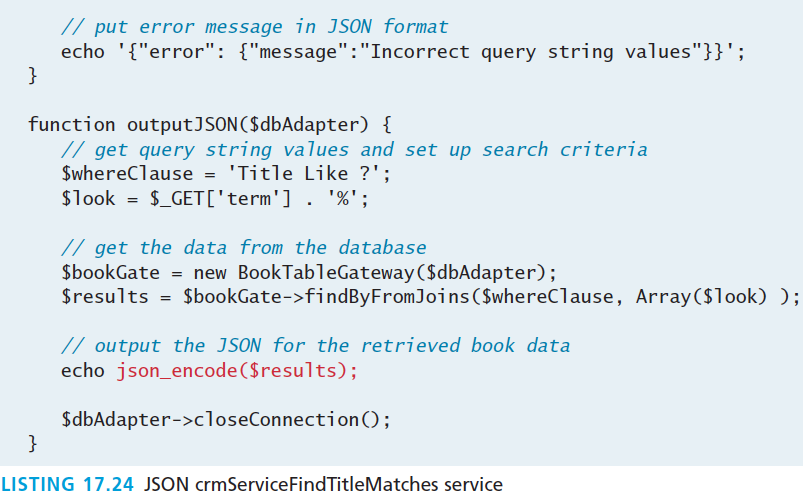 // put error message in JSON format
echo '{"error": {"message":"Incorrect query string values"}}';
}
function outputJSON($dbAdapter) {
// get query string values and set up search criteria
$whereClause = 'Title Like ?';
$look = $_GET['term'] . '%';
// get the data from the database
$bookGate = new BookTableGateway($dbAdapter);
$results = $bookGate->findByFromJoins($whereClause, Array($look) );
// output the JSON for the retrieved book data
echo json_encode($results);
$dbAdapter->closeConnection();
}
LISTING 17.24 JSON crmServiceFindTitleMatches service